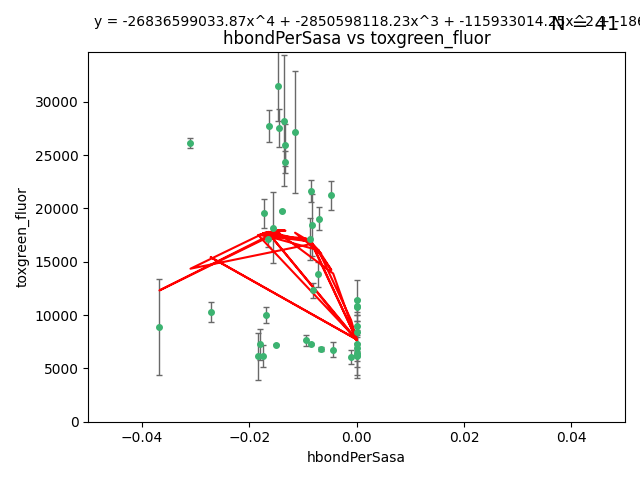 y = -26836599033.87x^4 + -2850598118.23x^3 + -115933014.
N = 41
hbondPerSasa vs toxgreen_fluor
30000
25000
20000
15000
10000
5000
0
toxgreen_fluor
-0.04 -0.02 0.00 0.02 0.04
hbondPerSasa